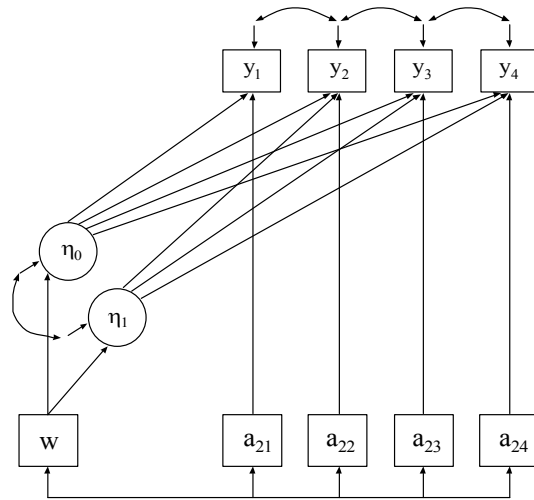 y₁ y₂ y₃ y₄
η₀
η₁
w a₂₁ a₂₂ a₂₃ a₂₄